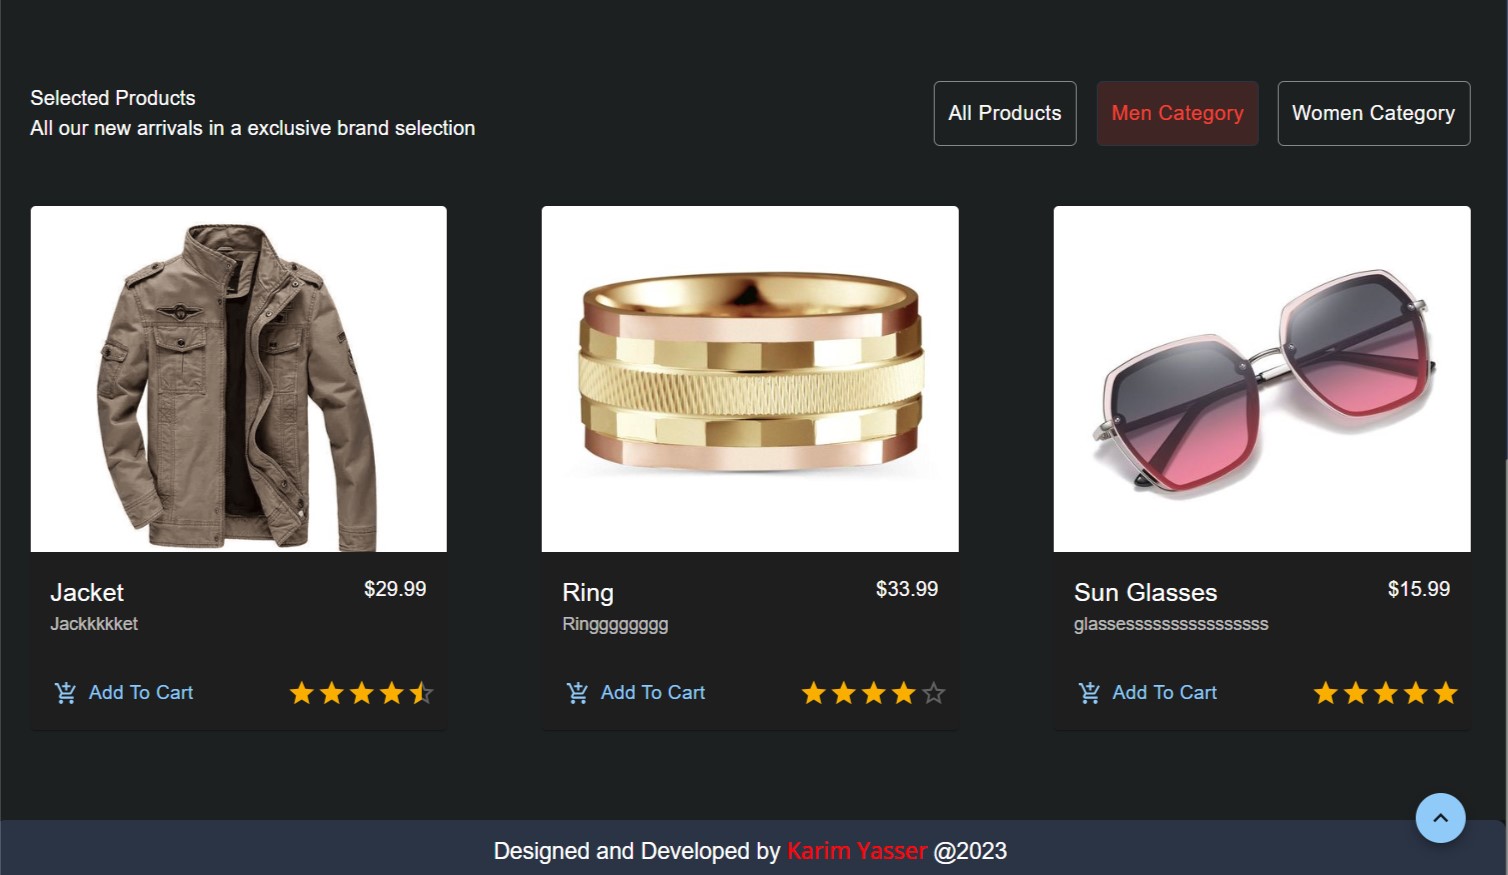 Selected Products
All our new arrivals in a exclusive brand selection
All Products
Men Category
Women Category
Jacket
$29.99
Jackkkkket
Add To Cart
Ring
$33.99
Ringgggggggg
Add To Cart
Sun Glasses
$15.99
glassesssssssssssssssss
Add To Cart
Designed and Developed by Karim Yasser @2023